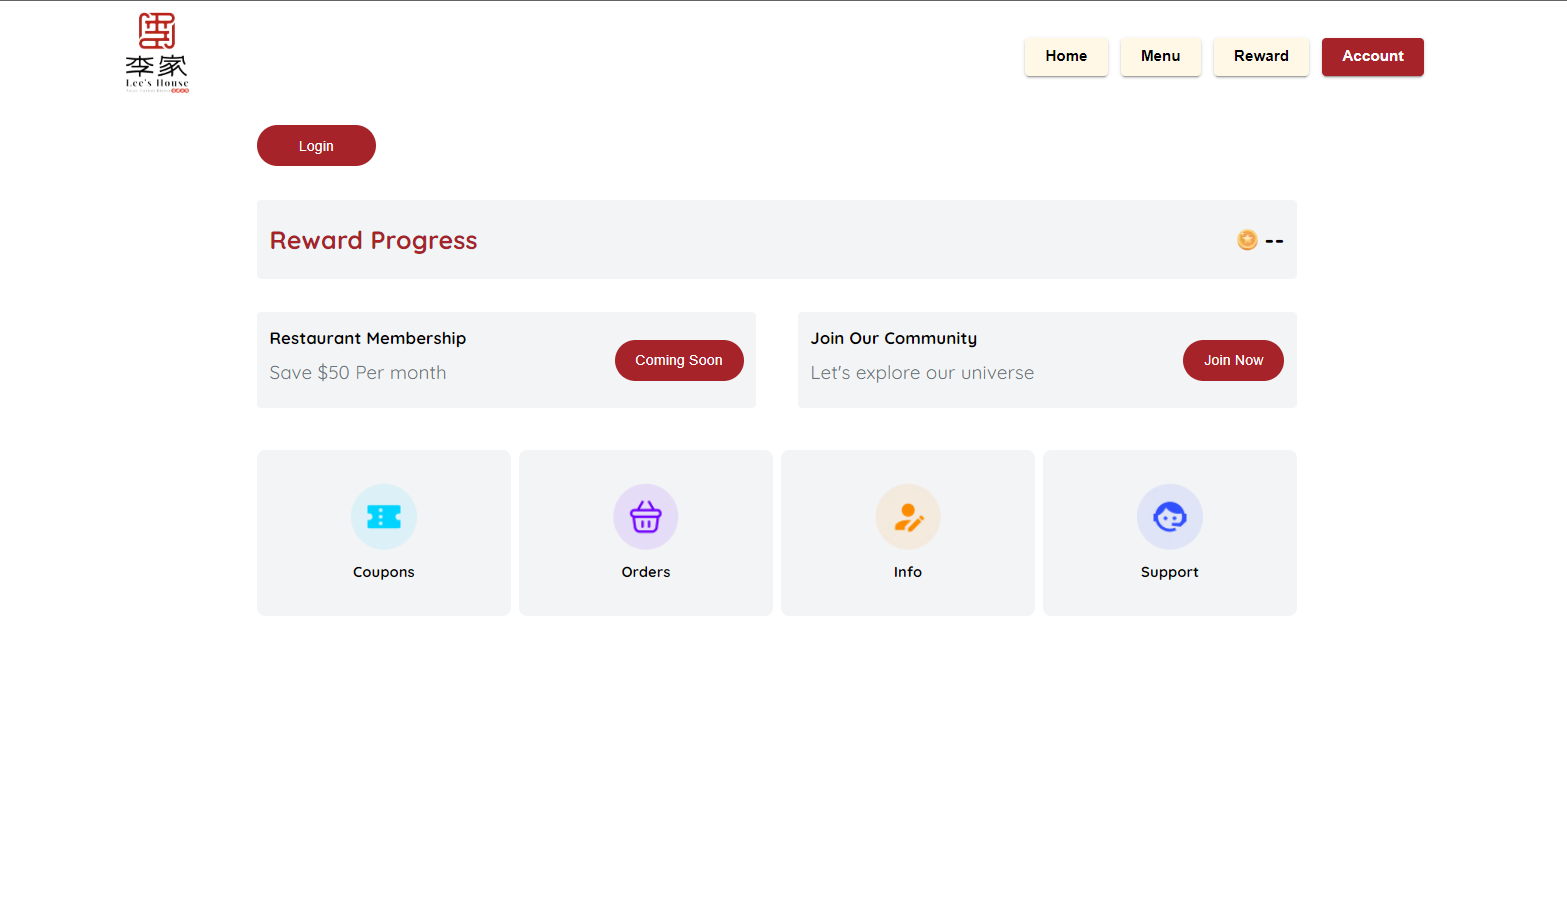 李家
Lee's House
Home
Menu
Reward
Account
Login
Reward Progress
--
Restaurant Membership
Save $50 Per month
Coming Soon
Join Our Community
Let's explore our universe
Join Now
Coupons
Orders
Info
Support